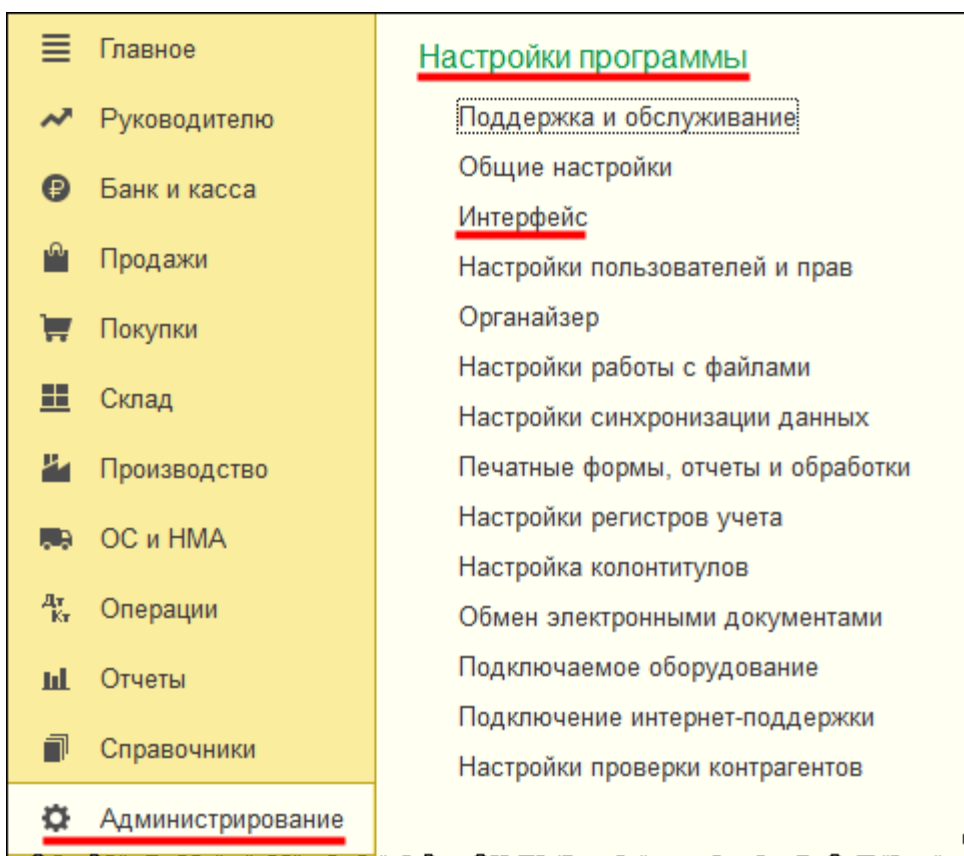 Главное
Руководителю
Банк и касса
Продажи
Покупки
Склад
Производство
ОС и НМА
Дт Кт Операции
Отчеты
Справочники
Администрирование
Настройки программы
Поддержка и обслуживание
Общие настройки
Интерфейс
Настройки пользователей и прав
Органайзер
Настройки работы с файлами
Настройки синхронизации данных
Печатные формы, отчеты и обработки
Настройки регистров учета
Настройка колонтитулов
Обмен электронными документами
Подключаемое оборудование
Подключение интернет-поддержки
Настройки проверки контрагентов